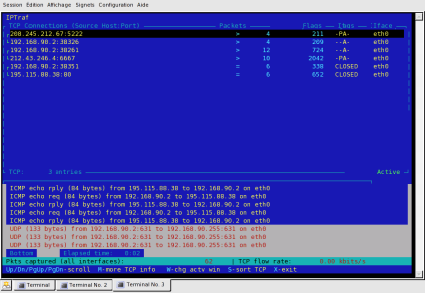 Session Edition Affichage Signets Configuration Aide
IPTraf
TCP Connections (Source Host:Port) Packets Flags Iface
208.245.212.67:5222 > 4 211 -PA- eth0
192.168.90.2:38326 > 4 209 --A- eth0
192.168.90.2:38261 > 12 724 --A- eth0
212.43.246.4:6667 > 10 2042 -PA- eth0
192.168.90.2:38351 = 6 338 CLOSED eth0
195.115.88.38:80 = 6 652 CLOSED eth0
TCP: 3 entries Active
ICMP echo rply (84 bytes) from 195.115.88.38 to 192.168.90.2 on eth0
ICMP echo req (84 bytes) from 192.168.90.2 to 195.115.88.38 on eth0
ICMP echo rply (84 bytes) from 195.115.88.38 to 192.168.90.2 on eth0
ICMP echo req (84 bytes) from 192.168.90.2 to 195.115.88.38 on eth0
ICMP echo rply (84 bytes) from 195.115.88.38 to 192.168.90.2 on eth0
UDP (133 bytes) from 192.168.90.2:631 to 192.168.90.255:631 on eth0
UDP (133 bytes) from 192.168.90.2:631 to 192.168.90.255:631 on eth0
UDP (133 bytes) from 192.168.90.2:631 to 192.168.90.255:631 on eth0
Bottom Elapsed time: 0:02
Pkts captured (all interfaces): 62 | TCP flow rate: 0.00 kbits/s
Up/Dn/PgUp/PgDn-scroll M-more TCP info W-chg actv win S-sort TCP X-exit
Terminal Terminal No. 2 Terminal No. 3